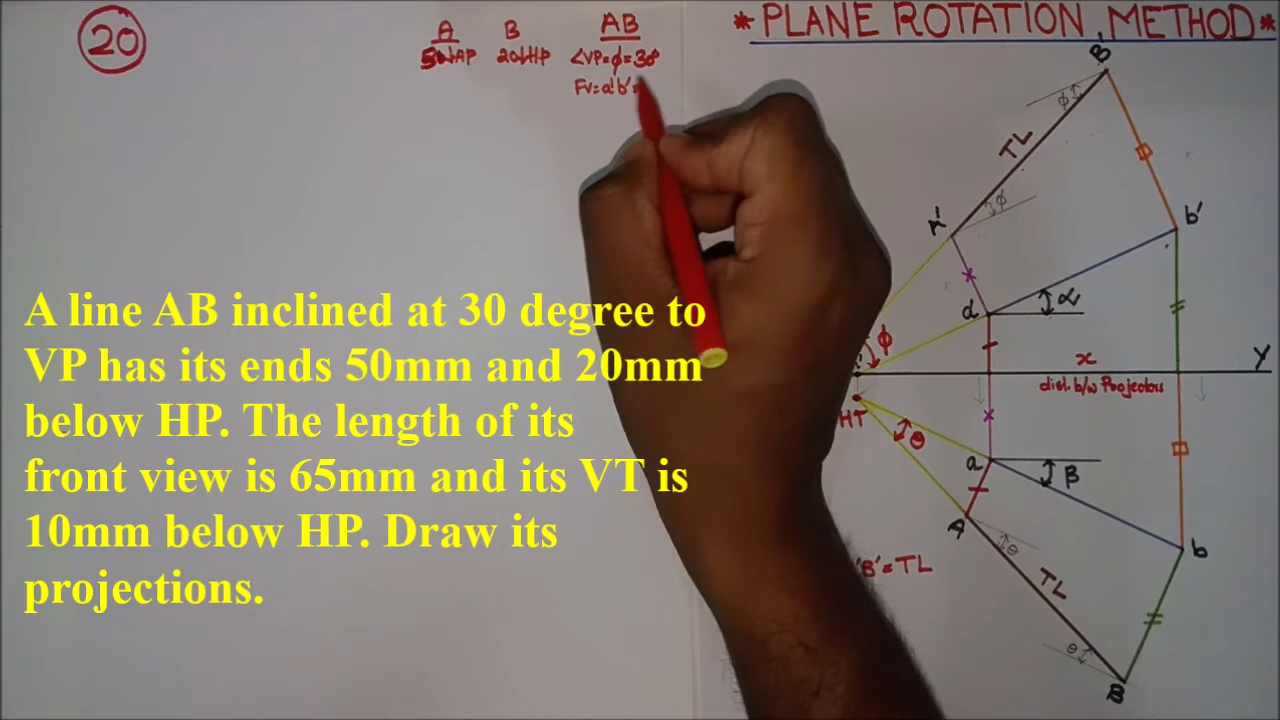 20
A B AB
50↓HP 20↓HP ∠VP=φ=30°
FV=a'b'=
* PLANE ROTATION METHOD *
A line AB inclined at 30 degree to
VP has its ends 50mm and 20mm
below HP. The length of its
front view is 65mm and its VT is
10mm below HP. Draw its
projections.
B'
φ
TL
φ
A'
b'
a'
α
φ
x
Y
dist. b/w Projectors
HT
θ
a
β
A
θ
b
'B'=TL
TL
θ
B